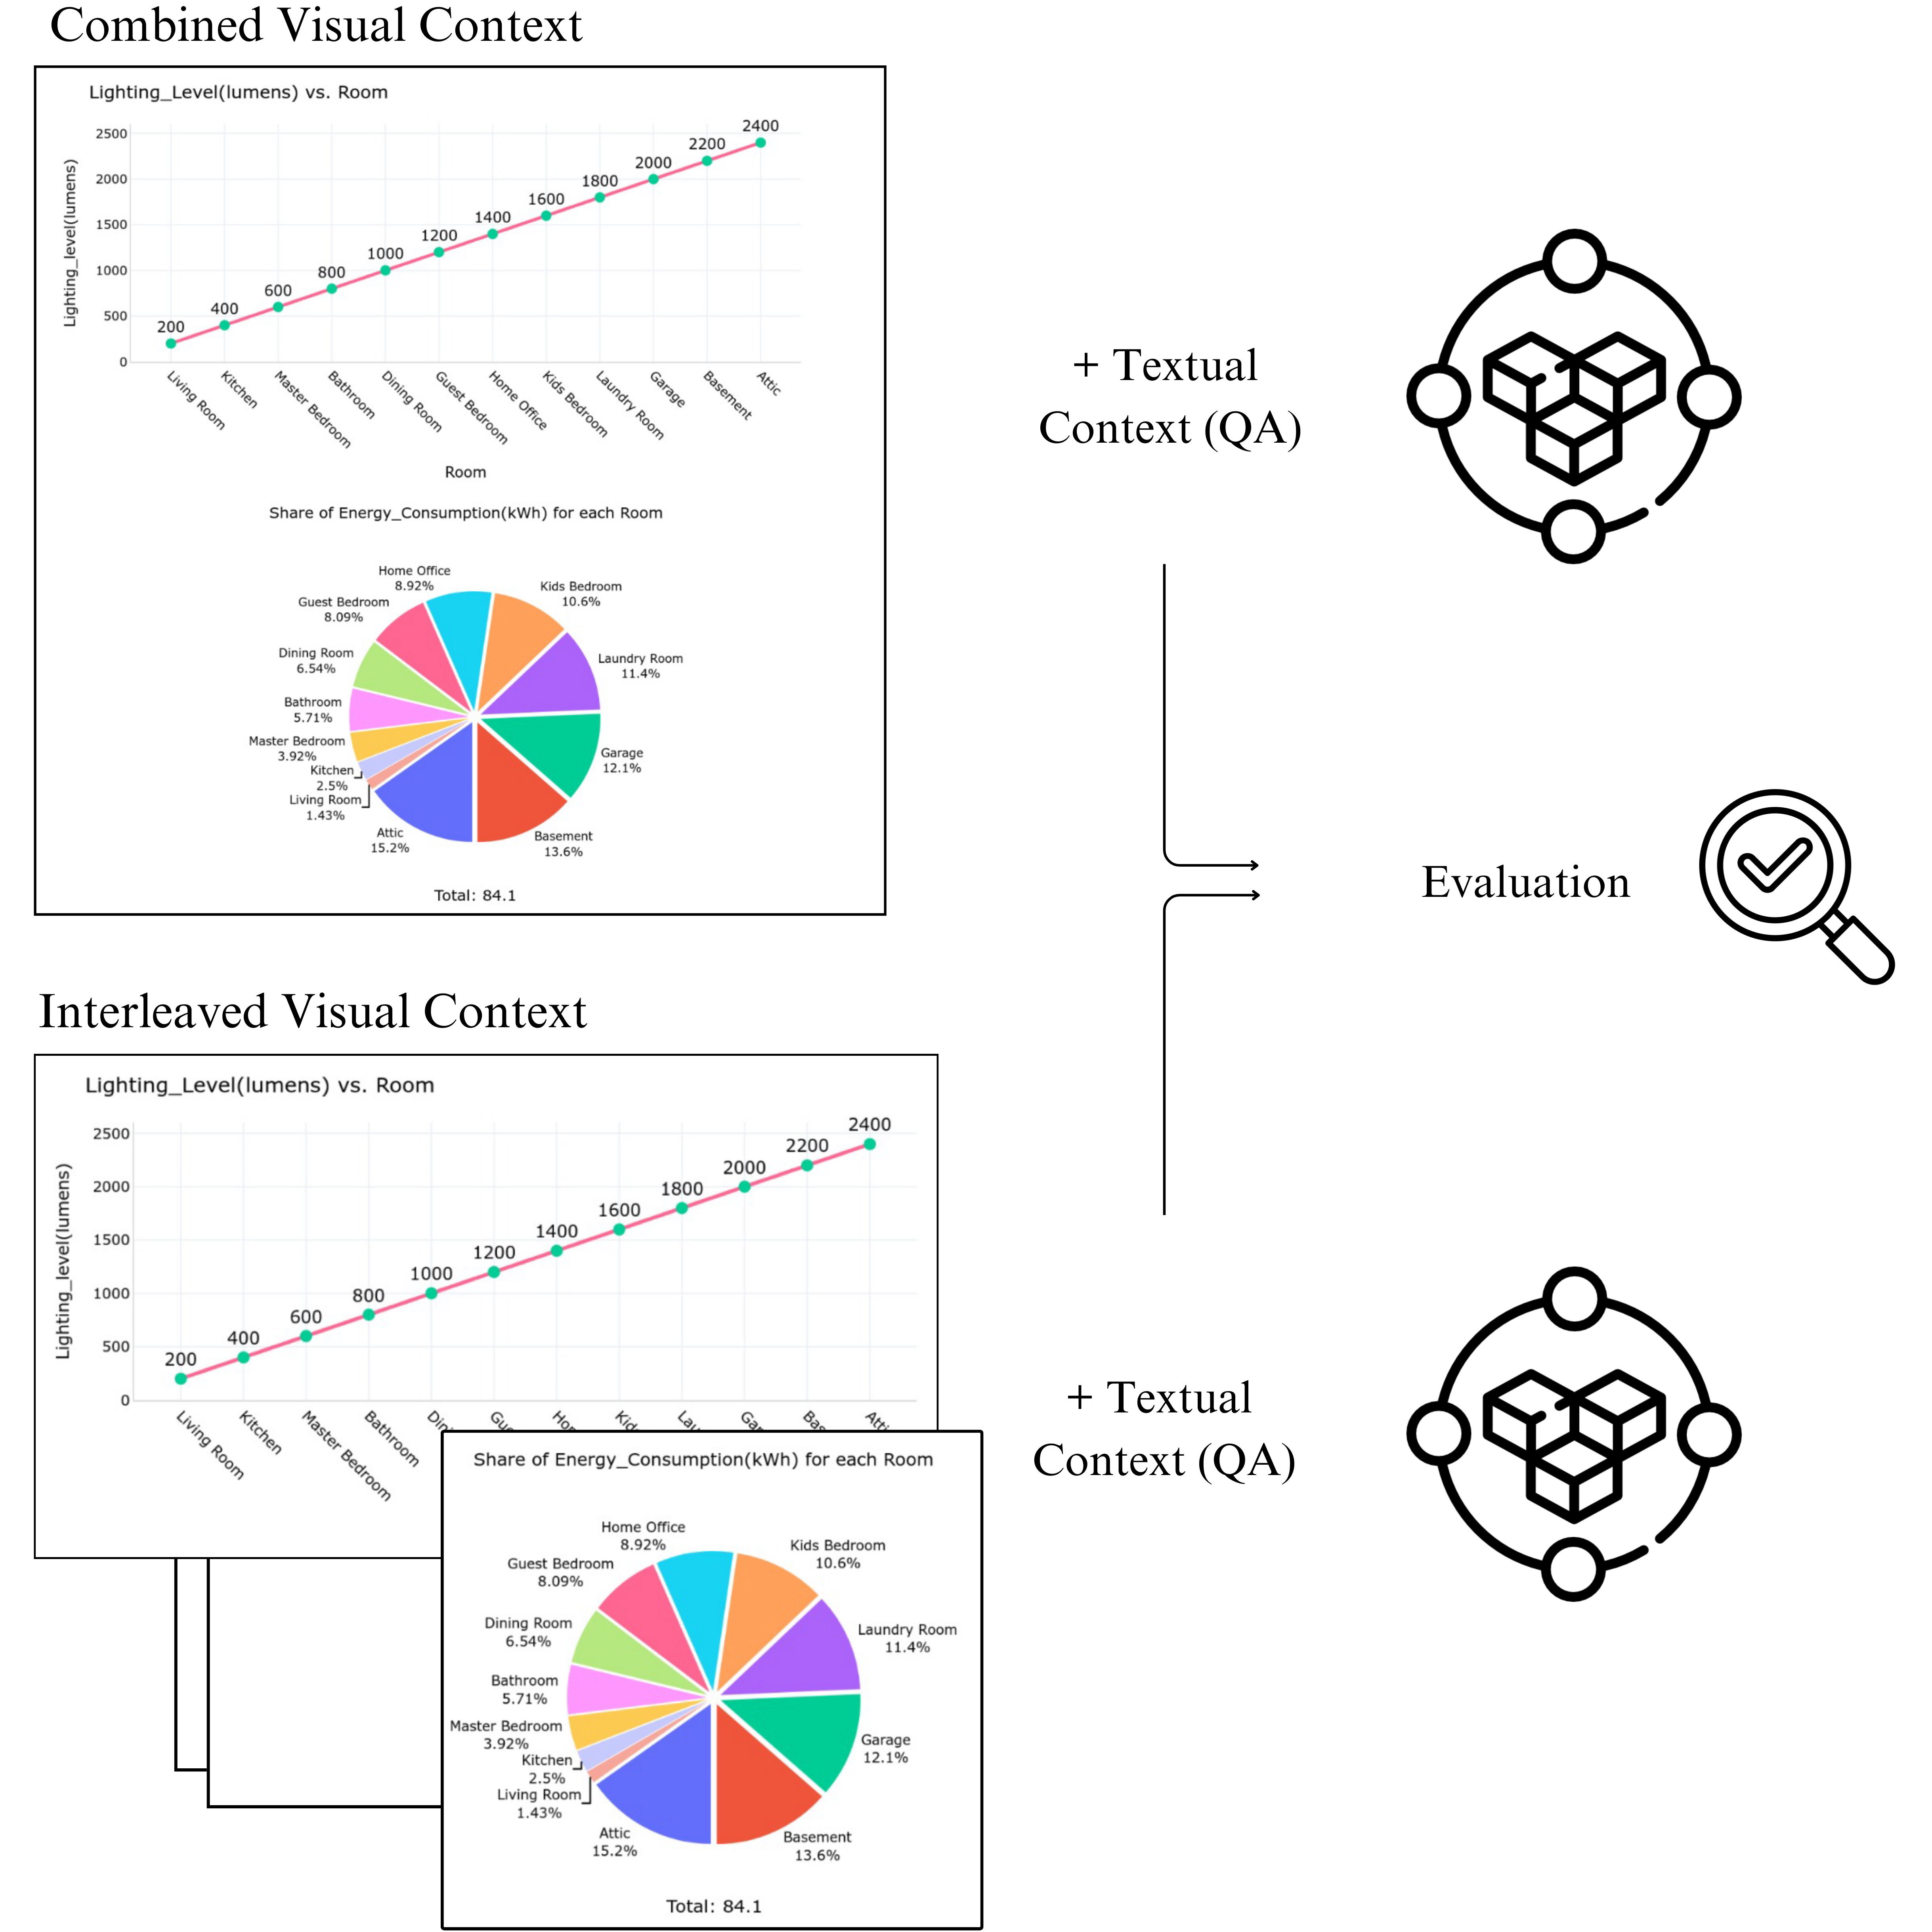 Combined Visual Context
Lighting_Level(lumens) vs. Room
Lighting_level(lumens)
2500
2000
1500
1000
500
0
200
400
600
800
1000
1200
1400
1600
1800
2000
2200
2400
Living Room
Kitchen
Master Bedroom
Bathroom
Dining Room
Guest Bedroom
Home Office
Kids Bedroom
Laundry Room
Garage
Basement
Attic
Room
Share of Energy_Consumption(kWh) for each Room
Home Office
8.92%
Kids Bedroom
10.6%
Guest Bedroom
8.09%
Laundry Room
11.4%
Dining Room
6.54%
Bathroom
5.71%
Master Bedroom
3.92%
Garage
12.1%
Kitchen
2.5%
Living Room
1.43%
Attic
15.2%
Basement
13.6%
Total: 84.1
+ Textual
Context (QA)
Evaluation
Interleaved Visual Context
Lighting_Level(lumens) vs. Room
Lighting_level(lumens)
2500
2000
1500
1000
500
0
200
400
600
800
1000
1200
1400
1600
1800
2000
2200
2400
Living Room
Kitchen
Master Bedroom
Bathroom
Share of Energy_Consumption(kWh) for each Room
Home Office
8.92%
Kids Bedroom
10.6%
Guest Bedroom
8.09%
Laundry Room
11.4%
Dining Room
6.54%
Bathroom
5.71%
Master Bedroom
3.92%
Garage
12.1%
Kitchen
2.5%
Living Room
1.43%
Attic
15.2%
Basement
13.6%
Total: 84.1
+ Textual
Context (QA)